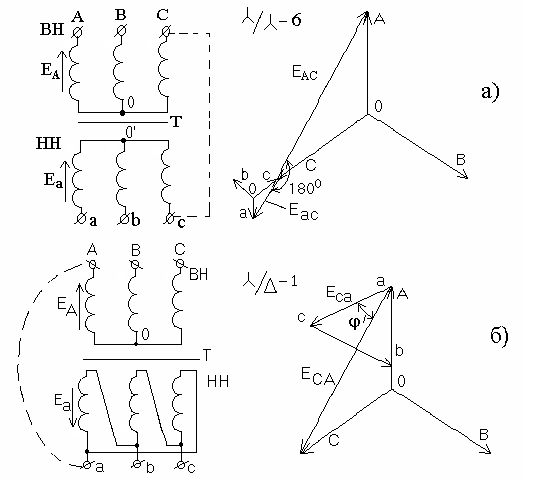 A B C
ВН
E_A
0
T
0'
НН
E_a
a b c
Y/Y-6
A
E_AC
0
C
B
b
c
0
180⁰
a
E_ac
а)
A B C
ВН
E_A
0
T
НН
E_a
a b c
Y/Δ-1
a
A
E_ca
c
φ
b
E_CA
0
C
B
б)